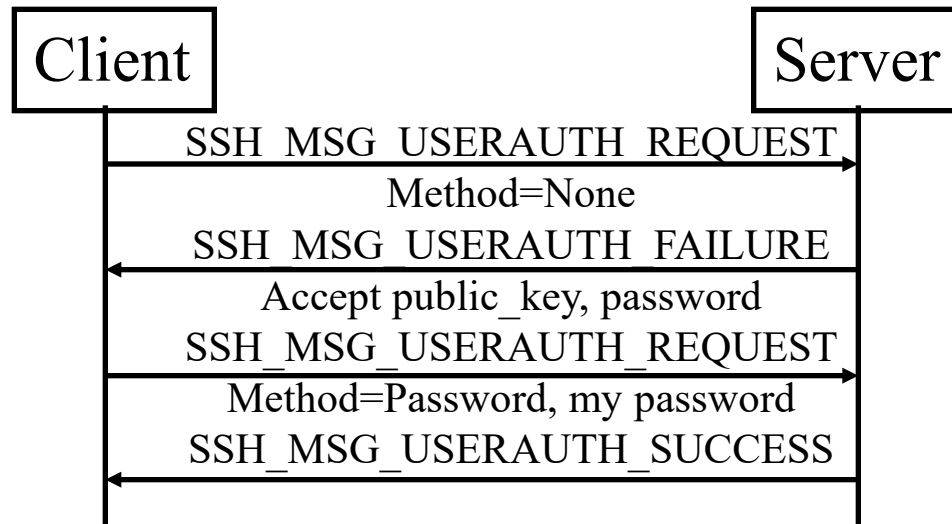 Client
Server
SSH_MSG_USERAUTH_REQUEST
Method=None
SSH_MSG_USERAUTH_FAILURE
Accept public_key, password
SSH_MSG_USERAUTH_REQUEST
Method=Password, my password
SSH_MSG_USERAUTH_SUCCESS